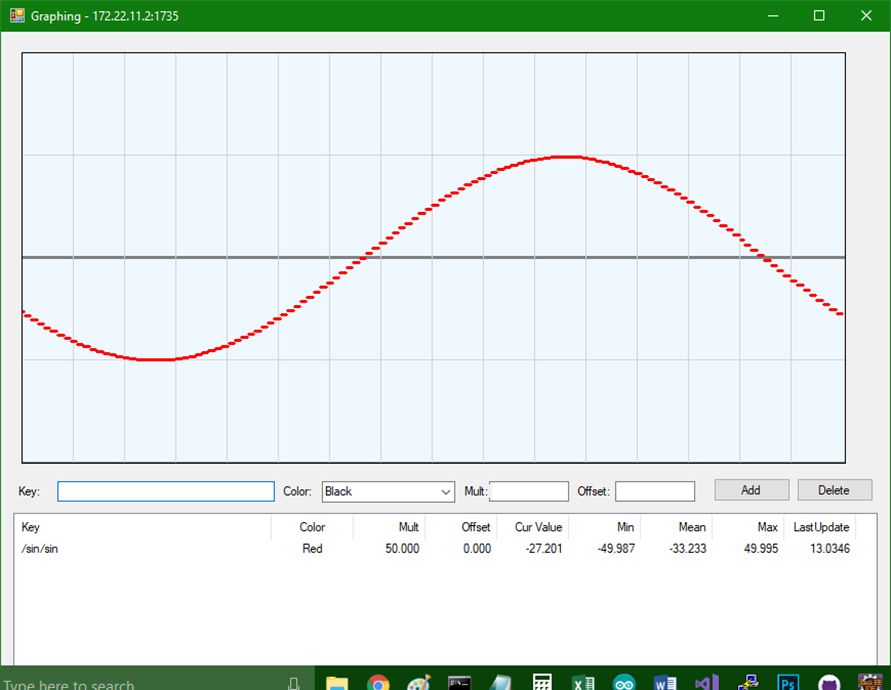 Graphing - 172.22.11.2:1735
Key: Color: Black Mult: Offset: Add Delete
Key Color Mult Offset Cur Value Min Mean Max LastUpdate
/sin/sin Red 50.000 0.000 -27.201 -49.987 -33.233 49.995 13.0346
Type here to search
Ps